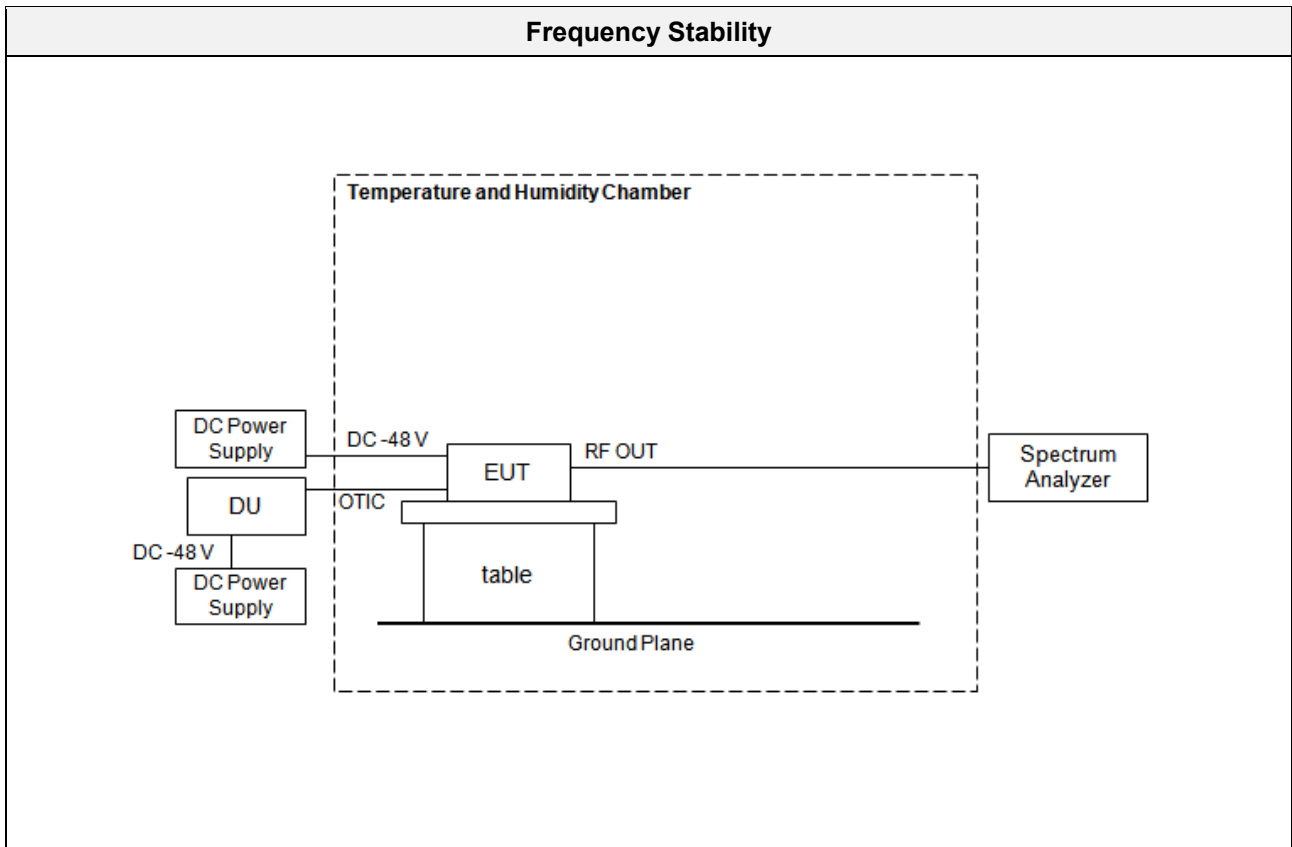 Frequency Stability
Temperature and Humidity Chamber
DC Power
Supply
DC -48 V
EUT
RF OUT
Spectrum
Analyzer
DU
OTIC
DC -48 V
DC Power
Supply
table
Ground Plane